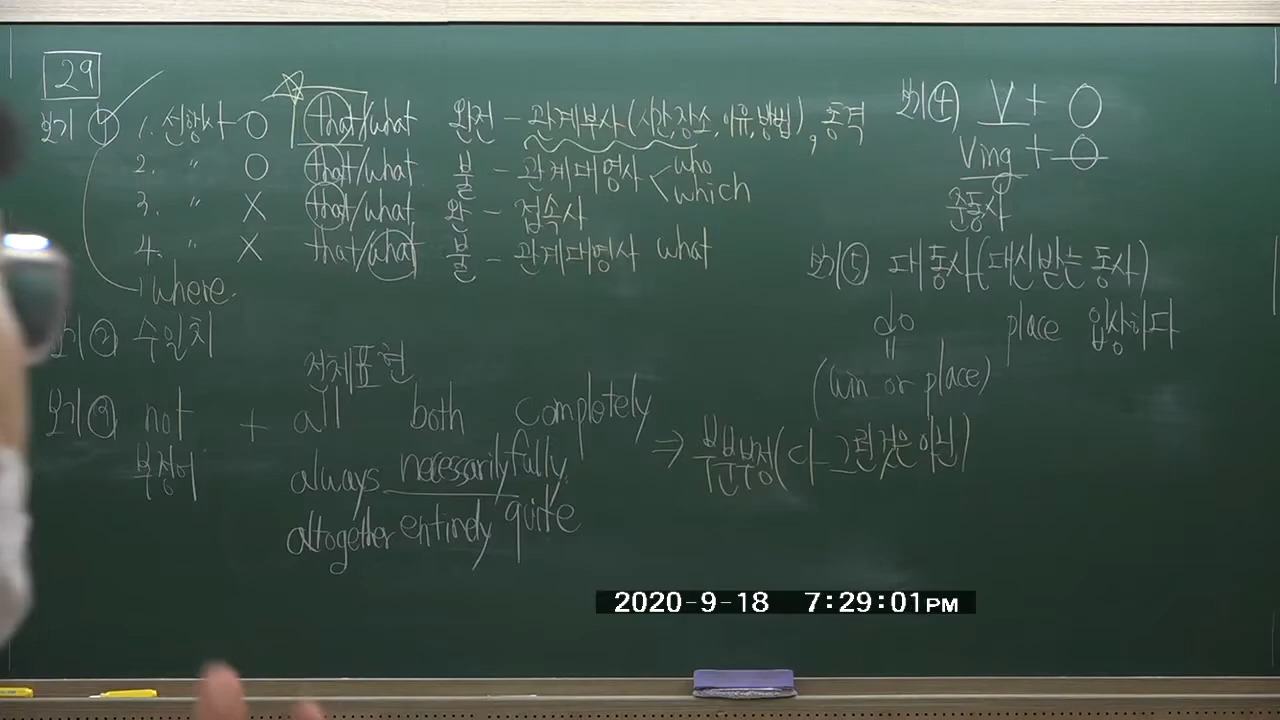 29
보기 ① 1. 선행사 O that/what 완전 - 관계부사(시간,장소,이유,방법), 동격
2. " O that/what 불 - 관계대명사 < who which
3. " X that/what 완 - 접속사
4. " X that/what 불 - 관계대명사 what
where.
보기 ② 수일치
보기 ③ not + all both completely
부정어
전체표현
always necessarily fully
altogether entirely quite
⇒ 부분부정(다 그런것은 아닌)
보기 ④ V + O
Ving + O
준동사
보기 ⑤ 대동사(대신받는 동사)
do place 입상하다
(win or place)
2020-9-18 7:29:01PM